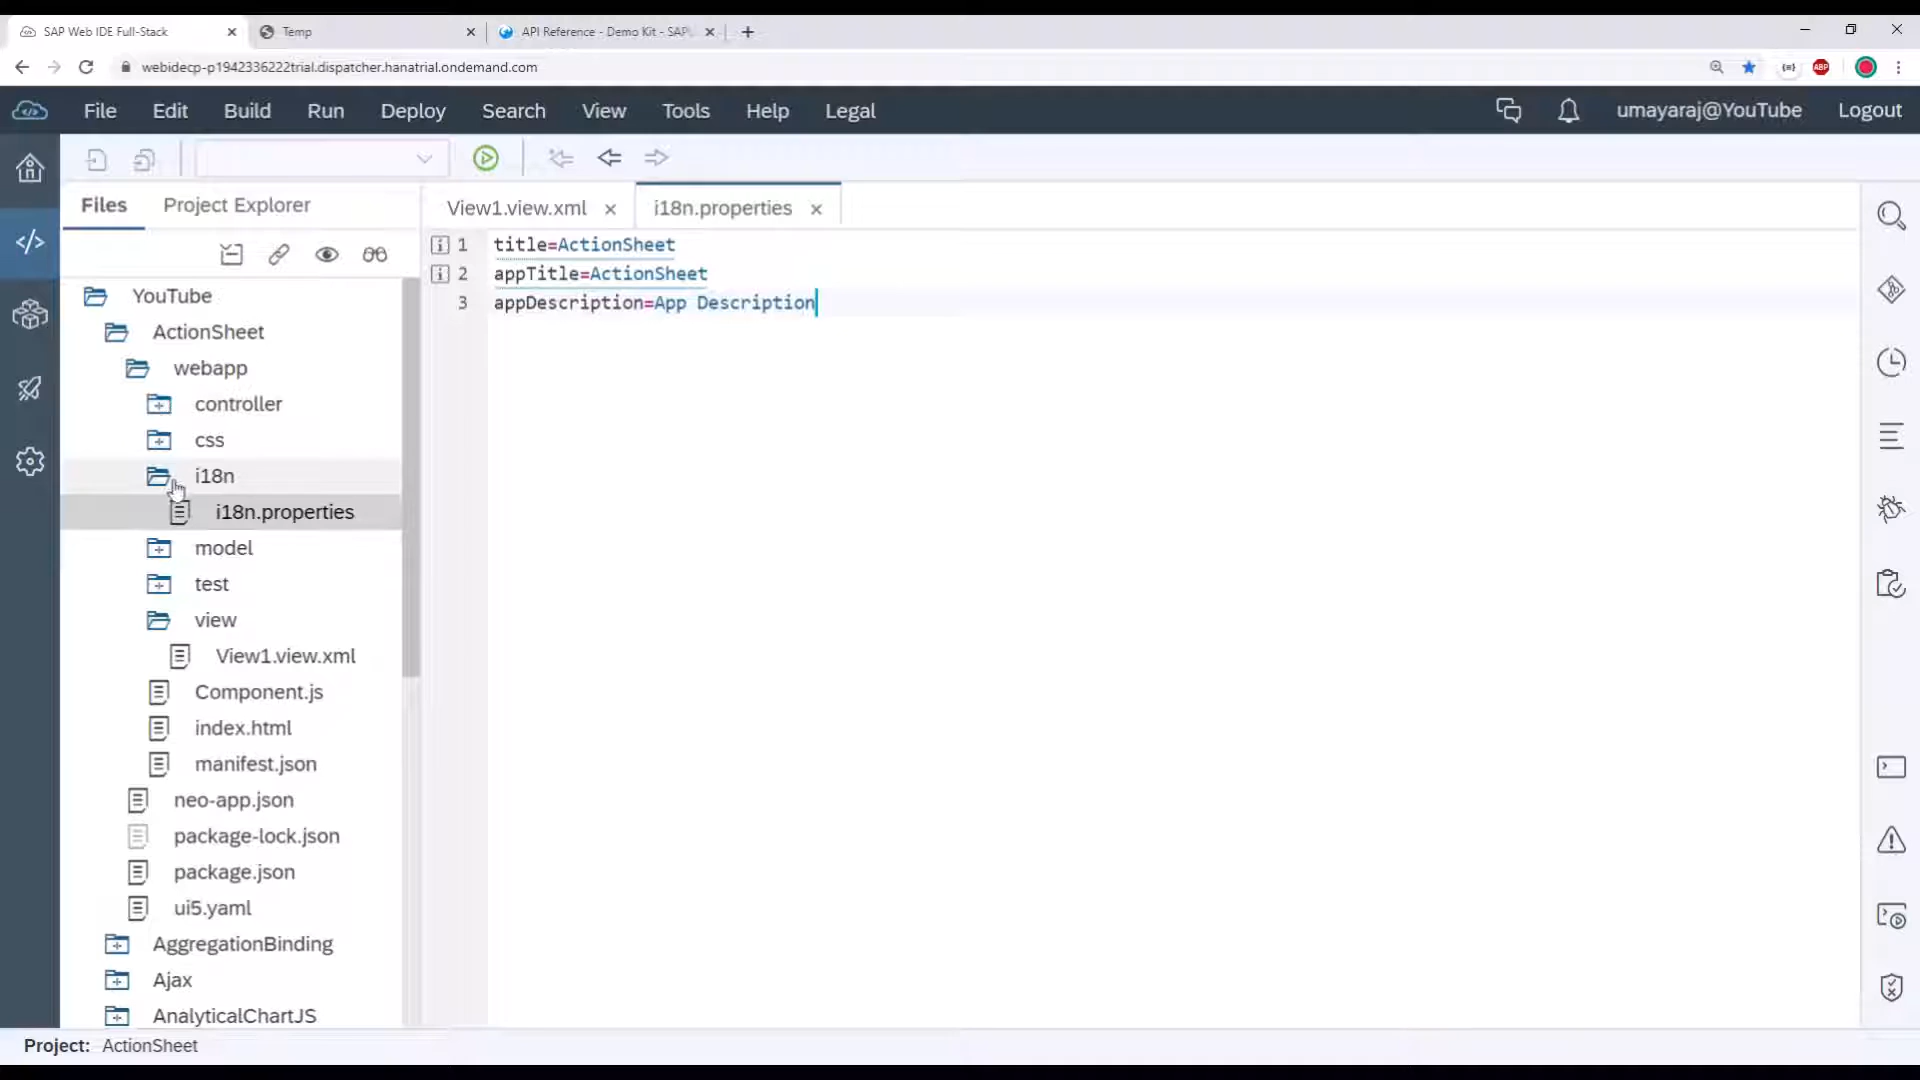 SAP Web IDE Full-Stack
Temp
API Reference - Demo Kit - SAPU
webidecp-p1942336222trial.dispatcher.hanatrial.ondemand.com
ABP
File Edit Build Run Deploy Search View Tools Help Legal
umayaraj@YouTube Logout
Files Project Explorer
View1.view.xml
i18n.properties
1 title=ActionSheet
2 appTitle=ActionSheet
3 appDescription=App Description
YouTube
ActionSheet
webapp
controller
css
i18n
i18n.properties
model
test
view
View1.view.xml
Component.js
index.html
manifest.json
neo-app.json
package-lock.json
package.json
ui5.yaml
AggregationBinding
Ajax
AnalyticalChartJS
Project: ActionSheet